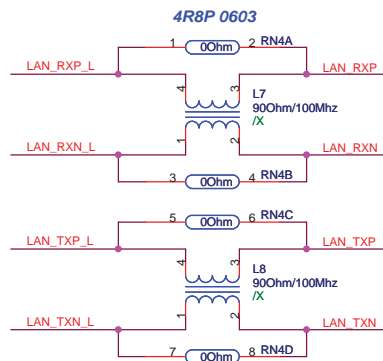 4R8P 0603
1 0Ohm 2 RN4A
LAN_RXP_L LAN_RXP
4 3 L7
90Ohm/100Mhz
/X
1 2
LAN_RXN_L LAN_RXN
3 0Ohm 4 RN4B
5 0Ohm 6 RN4C
LAN_TXP_L LAN_TXP
4 3 L8
90Ohm/100Mhz
/X
1 2
LAN_TXN_L LAN_TXN
7 0Ohm 8 RN4D